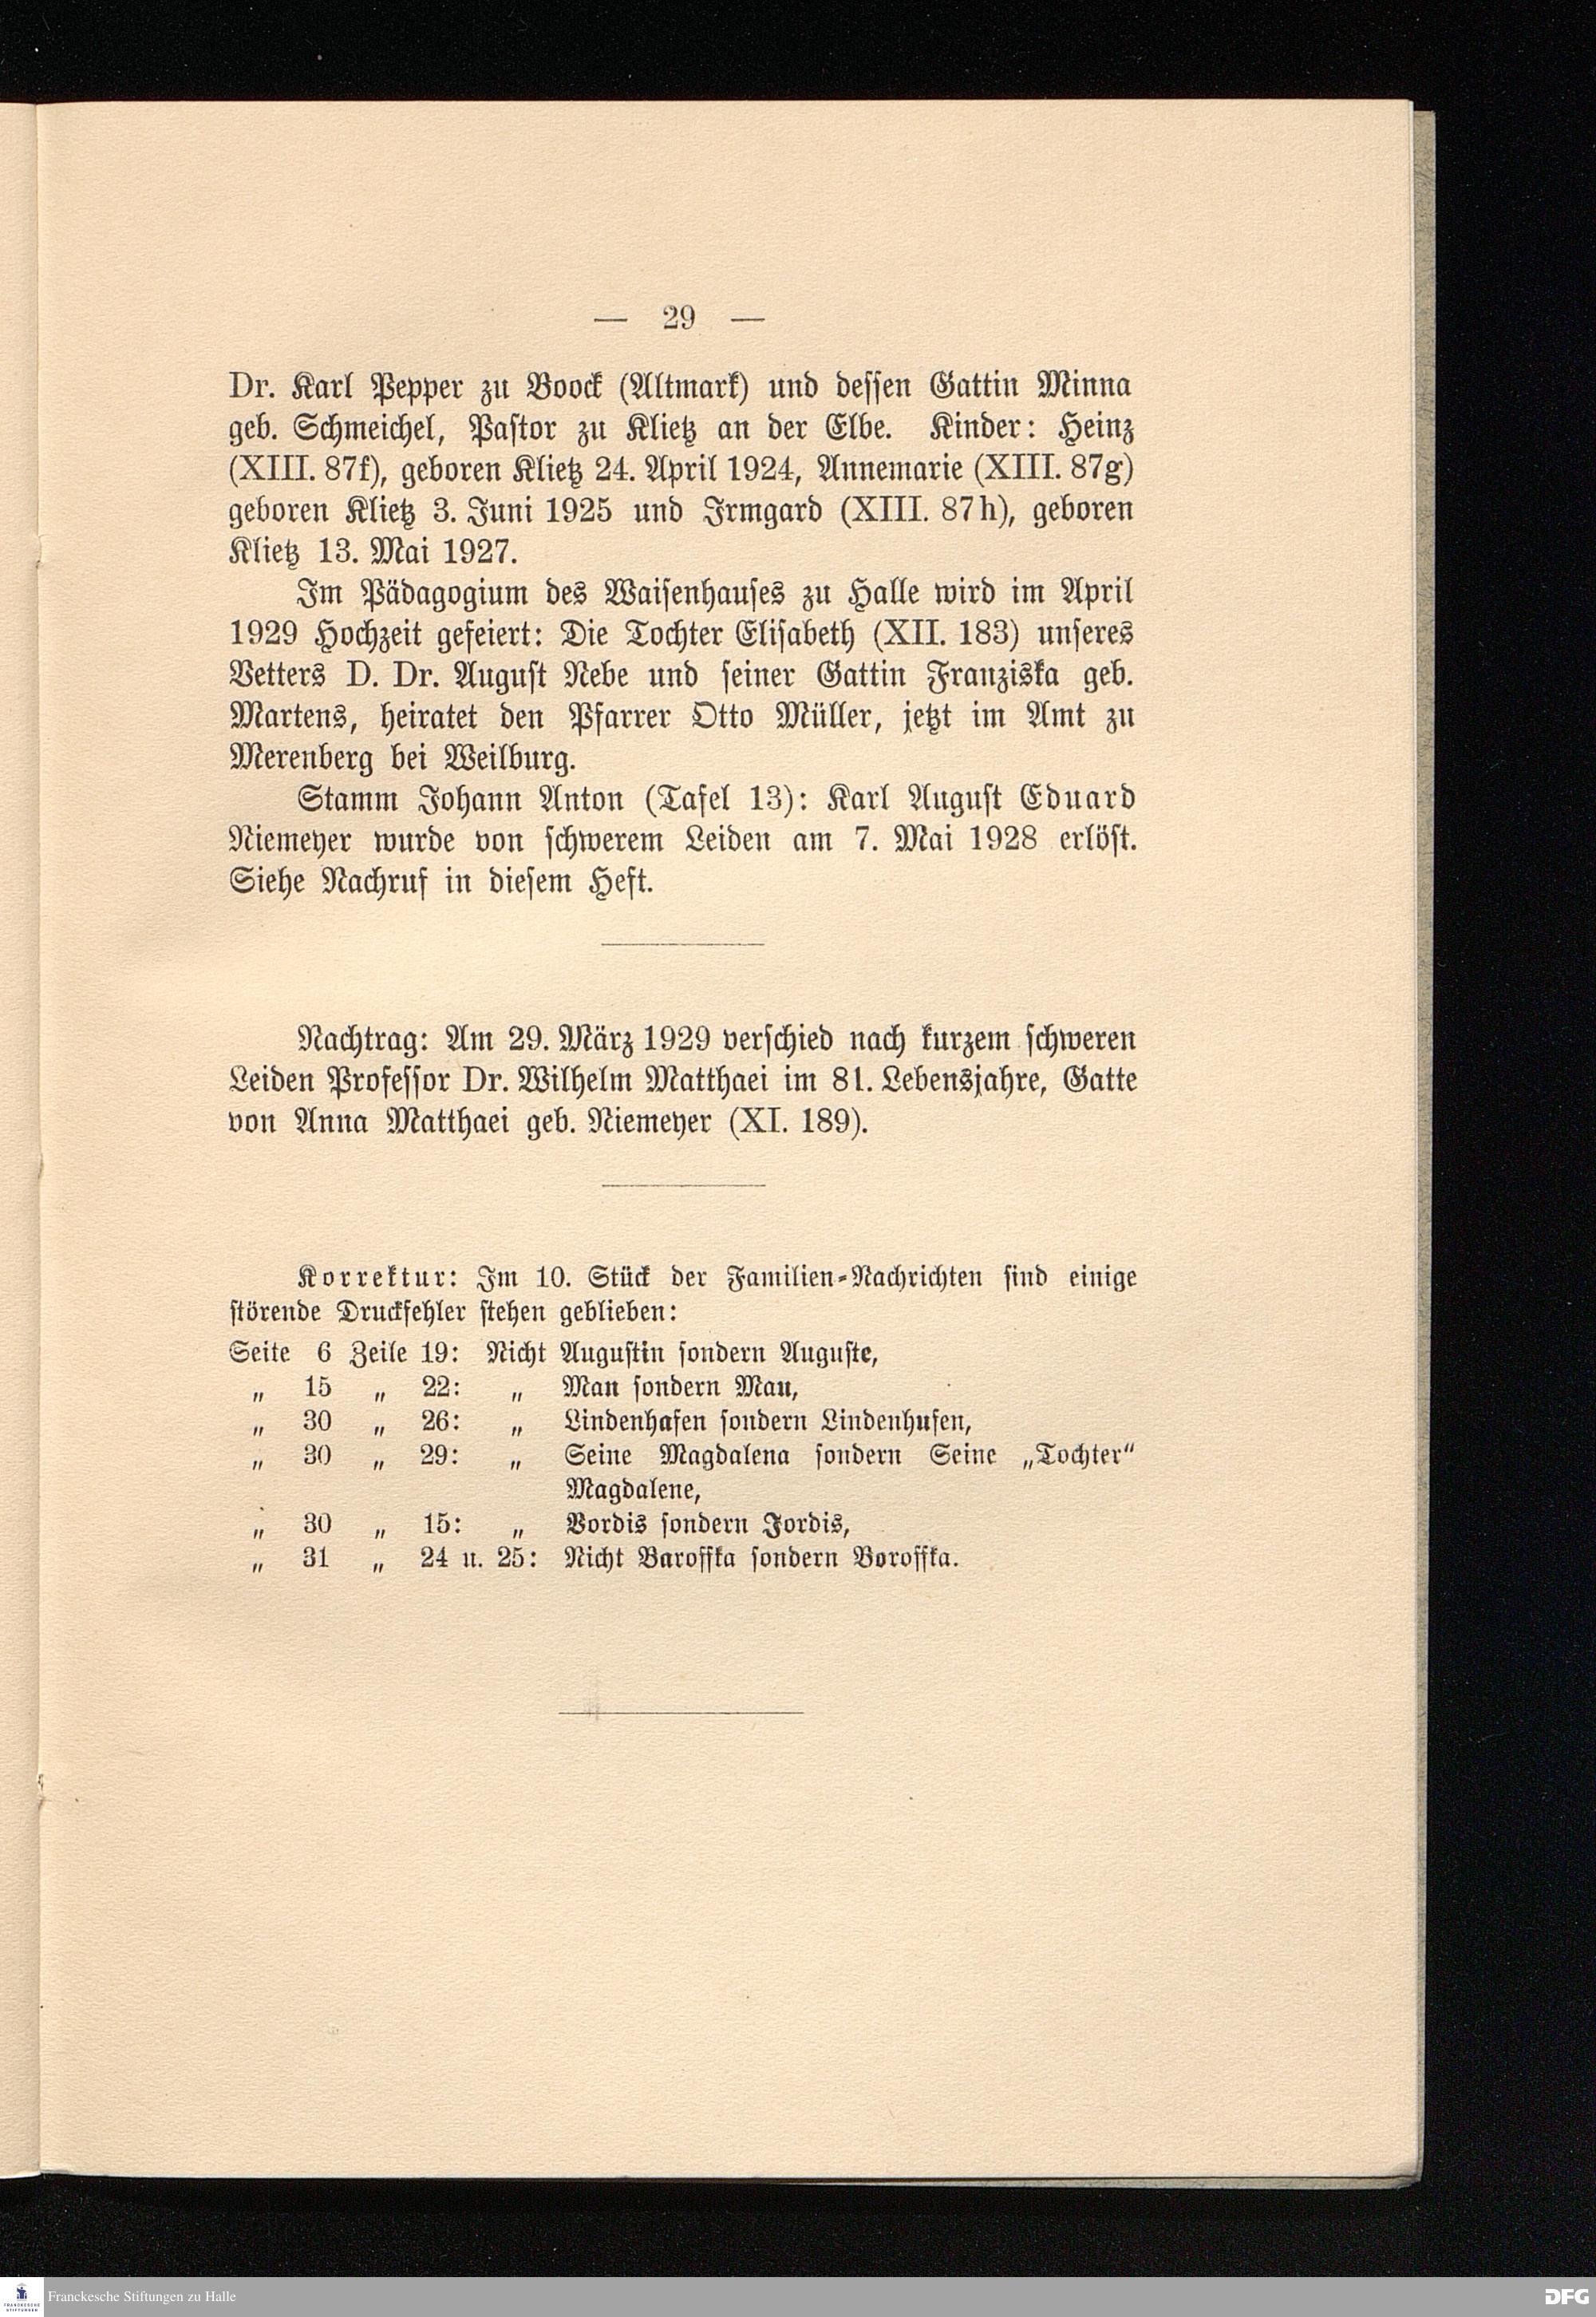 — 29 —
Dr. Karl Pepper zu Boock (Altmark) und dessen Gattin Minna
geb. Schmeichel, Pastor zu Klietz an der Elbe. Kinder: Heinz
(XIII. 87f), geboren Klietz 24. April 1924, Annemarie (XIII. 87g)
geboren Klietz 3. Juni 1925 und Irmgard (XIII. 87h), geboren
Klietz 13. Mai 1927.
Im Pädagogium des Waisenhauses zu Halle wird im April
1929 Hochzeit gefeiert: Die Tochter Elisabeth (XII. 183) unseres
Vetters D. Dr. August Nebe und seiner Gattin Franziska geb.
Martens, heiratet den Pfarrer Otto Müller, jetzt im Amt zu
Merenberg bei Weilburg.
Stamm Johann Anton (Tafel 13): Karl August Eduard
Niemeyer wurde von schwerem Leiden am 7. Mai 1928 erlöst.
Siehe Nachruf in diesem Heft.
Nachtrag: Am 29. März 1929 verschied nach kurzem schweren
Leiden Professor Dr. Wilhelm Matthaei im 81. Lebensjahre, Gatte
von Anna Matthaei geb. Niemeyer (XI. 189).
Korrektur: Im 10. Stück der Familien-Nachrichten sind einige
störende Druckfehler stehen geblieben:
Seite 6 Zeile 19: Nicht Augustin sondern Auguste,
„ 15 „ 22: „ Man sondern Mau,
„ 30 „ 26: „ Lindenhafen sondern Lindenhufen,
„ 30 „ 29: „ Seine Magdalena sondern Seine „Tochter“
Magdalene,
„ 30 „ 15: „ Vordis sondern Jordis,
„ 31 „ 24 u. 25: Nicht Baroffka sondern Boroffka.
FRANCKESCHE
STIFTUNGEN
Franckesche Stiftungen zu Halle
DFG